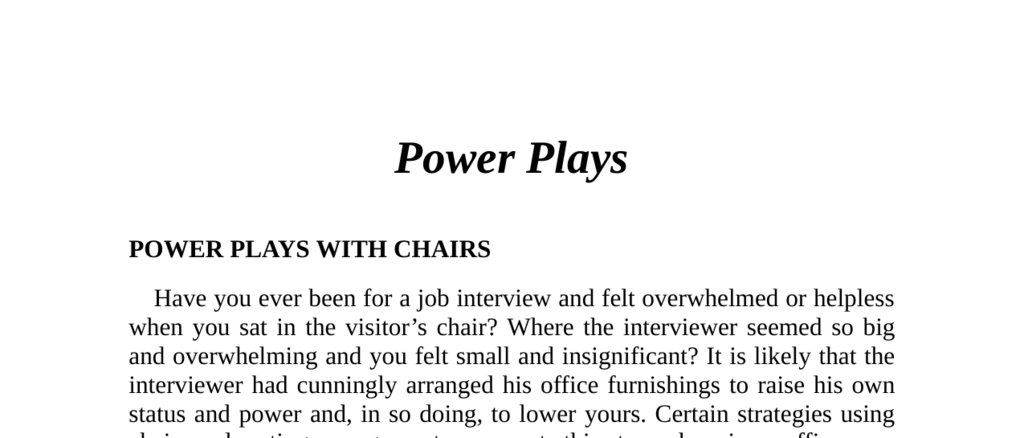 Power Plays
POWER PLAYS WITH CHAIRS
Have you ever been for a job interview and felt overwhelmed or helpless
when you sat in the visitor’s chair? Where the interviewer seemed so big
and overwhelming and you felt small and insignificant? It is likely that the
interviewer had cunningly arranged his office furnishings to raise his own
status and power and, in so doing, to lower yours. Certain strategies using